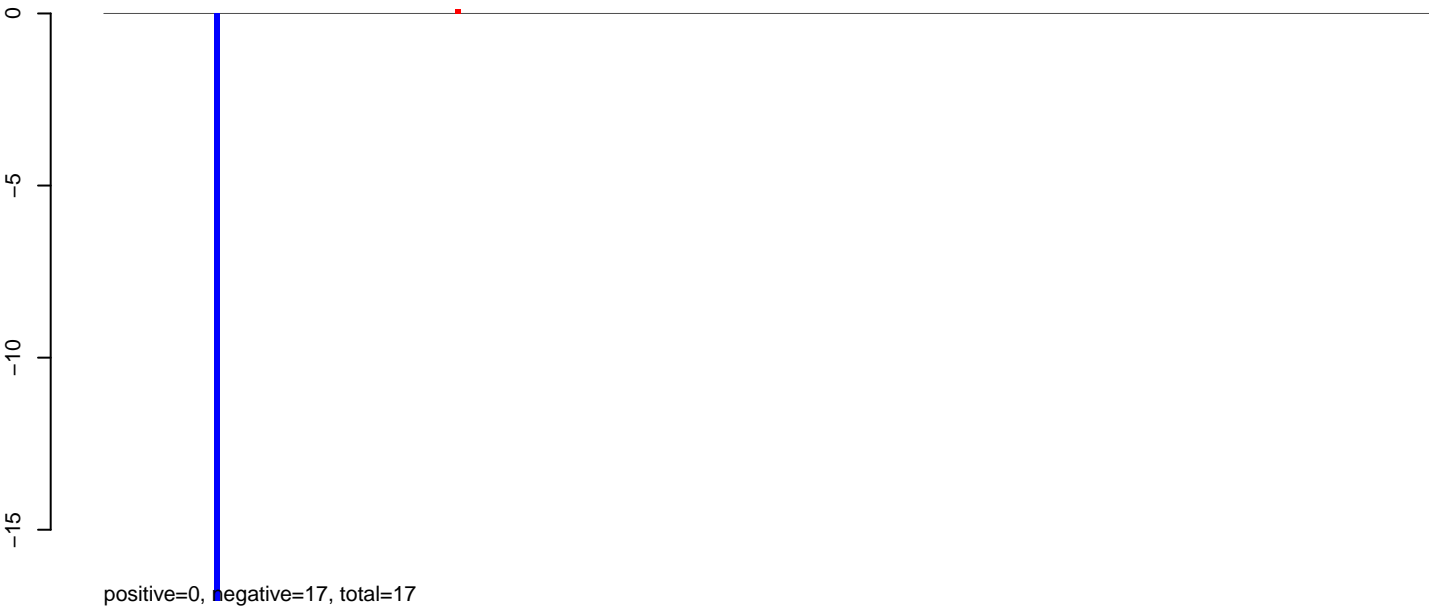 0
−5
−10
−15
positive=0, negative=17, total=17